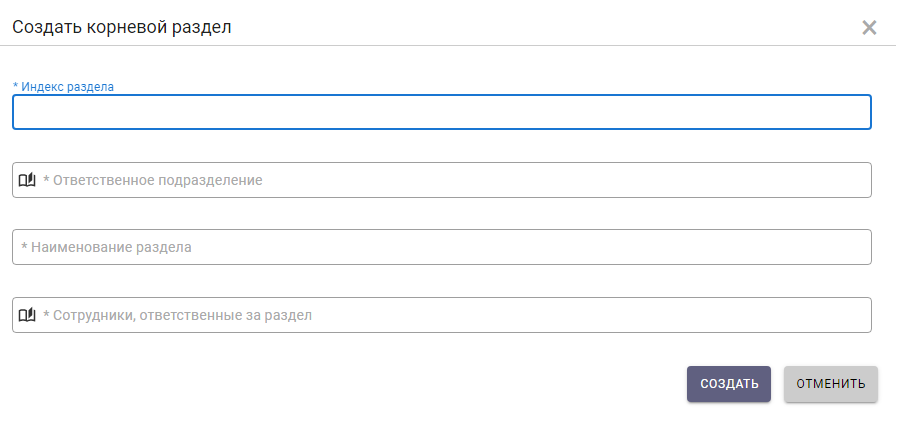 Создать корневой раздел
* Индекс раздела
* Ответственное подразделение
* Наименование раздела
* Сотрудники, ответственные за раздел
СОЗДАТЬ ОТМЕНИТЬ